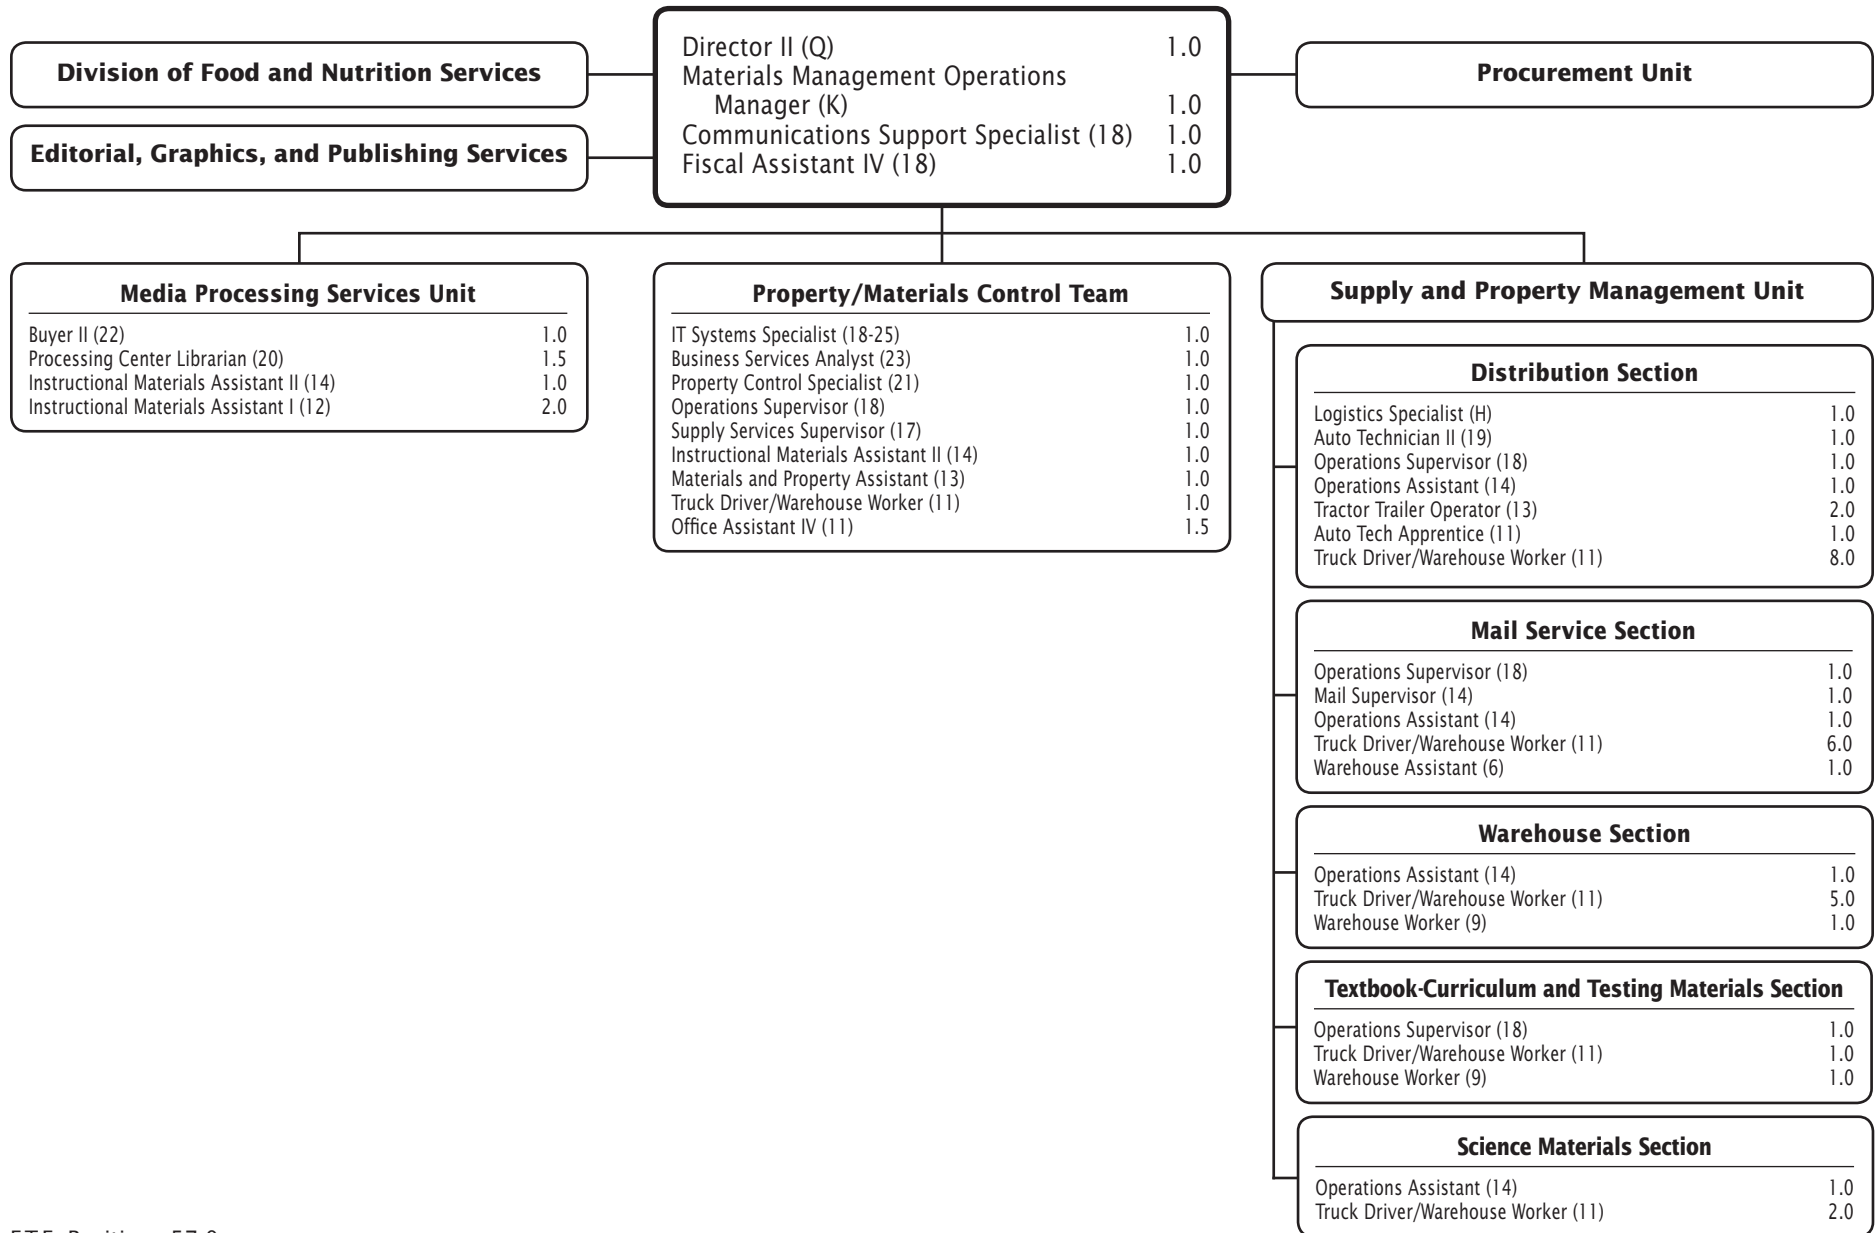 Director II (Q) 1.0
Materials Management Operations
Manager (K) 1.0
Communications Support Specialist (18) 1.0
Fiscal Assistant IV (18) 1.0
Division of Food and Nutrition Services
Editorial, Graphics, and Publishing Services
Procurement Unit
Media Processing Services Unit
Buyer II (22) 1.0
Processing Center Librarian (20) 1.5
Instructional Materials Assistant II (14) 1.0
Instructional Materials Assistant I (12) 2.0
Property/Materials Control Team
IT Systems Specialist (18-25) 1.0
Business Services Analyst (23) 1.0
Property Control Specialist (21) 1.0
Operations Supervisor (18) 1.0
Supply Services Supervisor (17) 1.0
Instructional Materials Assistant II (14) 1.0
Materials and Property Assistant (13) 1.0
Truck Driver/Warehouse Worker (11) 1.0
Office Assistant IV (11) 1.5
Supply and Property Management Unit
Distribution Section
Logistics Specialist (H) 1.0
Auto Technician II (19) 1.0
Operations Supervisor (18) 1.0
Operations Assistant (14) 1.0
Tractor Trailer Operator (13) 2.0
Auto Tech Apprentice (11) 1.0
Truck Driver/Warehouse Worker (11) 8.0
Mail Service Section
Operations Supervisor (18) 1.0
Mail Supervisor (14) 1.0
Operations Assistant (14) 1.0
Truck Driver/Warehouse Worker (11) 6.0
Warehouse Assistant (6) 1.0
Warehouse Section
Operations Assistant (14) 1.0
Truck Driver/Warehouse Worker (11) 5.0
Warehouse Worker (9) 1.0
Textbook-Curriculum and Testing Materials Section
Operations Supervisor (18) 1.0
Truck Driver/Warehouse Worker (11) 1.0
Warehouse Worker (9) 1.0
Science Materials Section
Operations Assistant (14) 1.0
Truck Driver/Warehouse Worker (11) 2.0